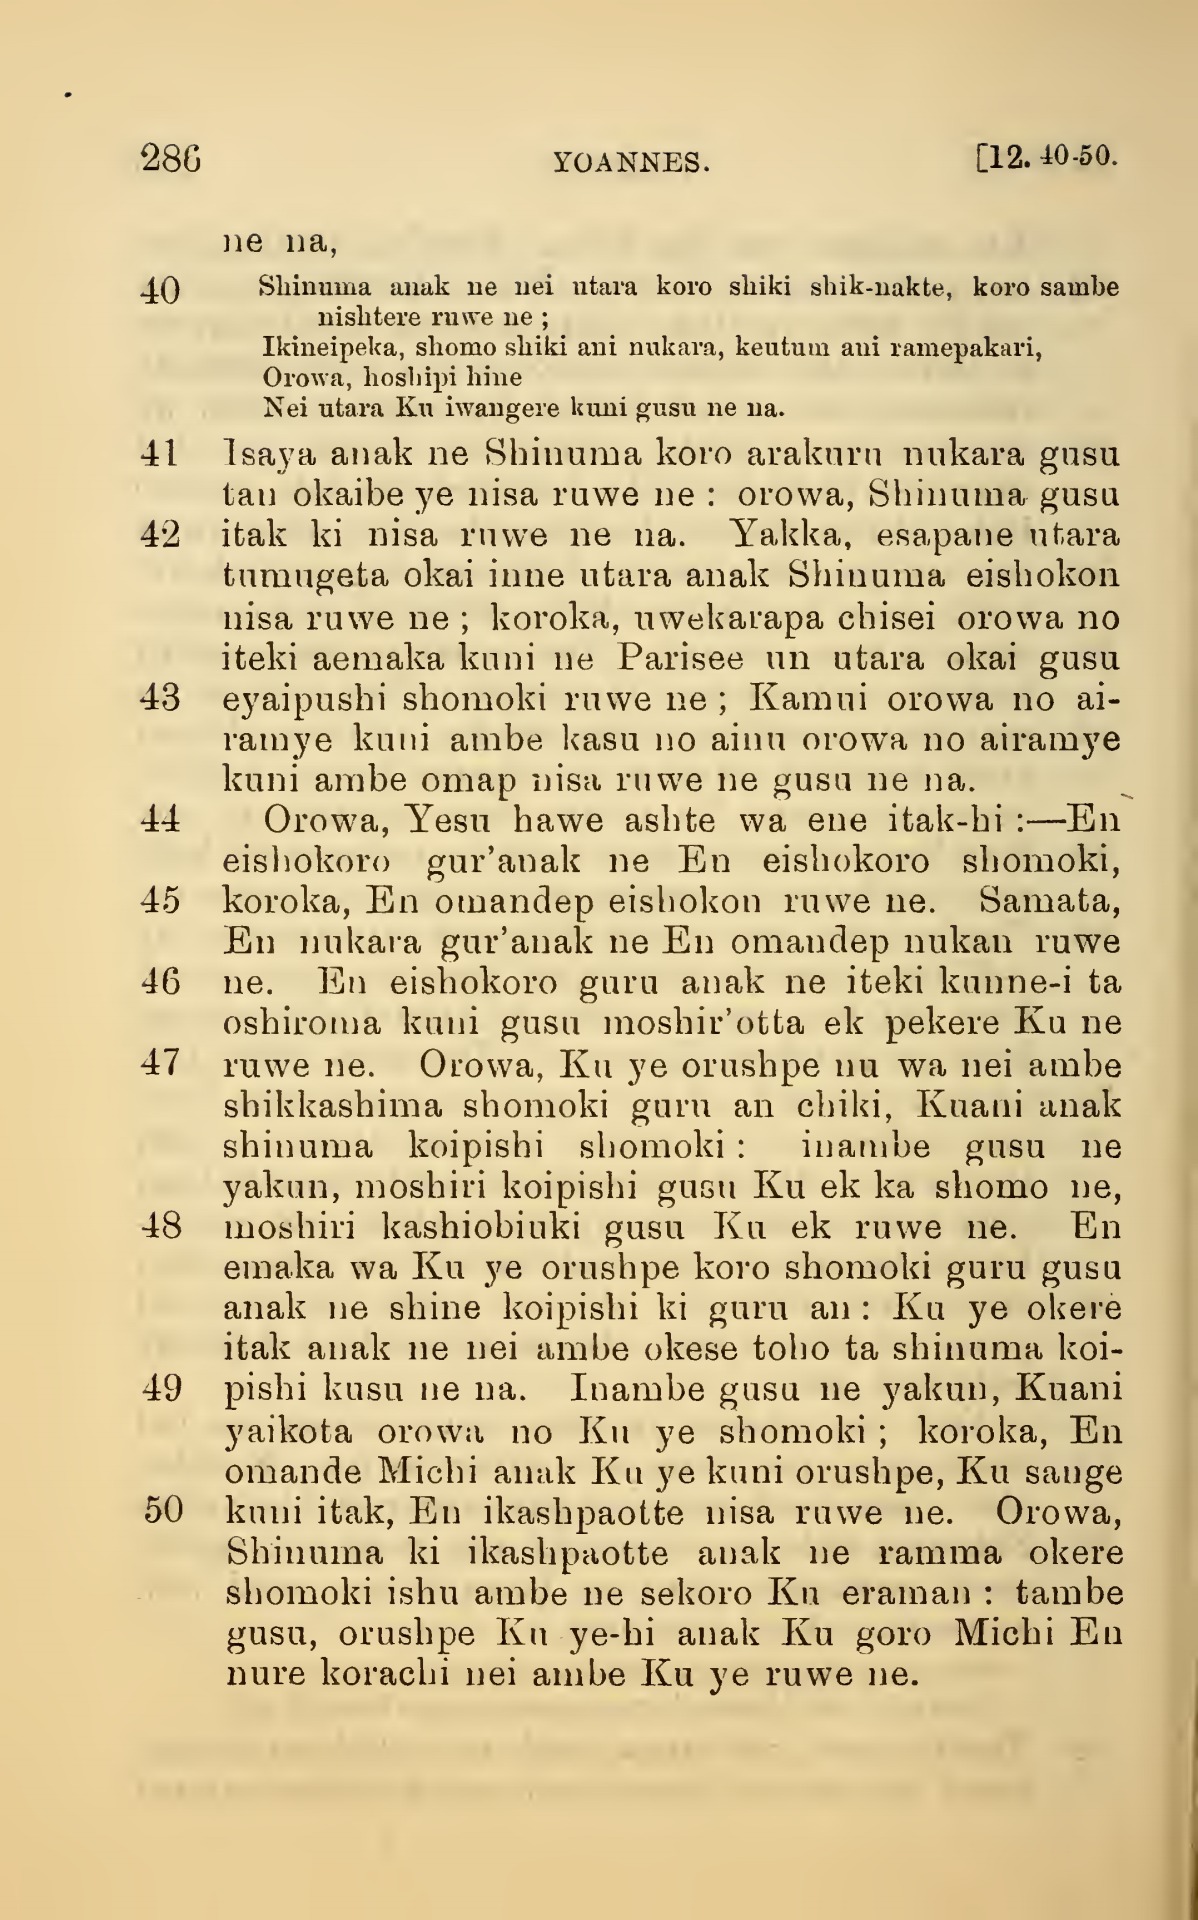 286 YOANNES. [12. 40-50.
ne na,
40 Shinuma anak ne nei utara koro shiki shik-nakte, koro sambe
nishtere ruwe ne ;
Ikineipeka, shomo shiki ani nukara, keutum ani ramepakari,
Orowa, hoshipi hine
Nei utara Ku iwangere kuni gusu ne na.
41 Isaya anak ne Shinuma koro arakuru nukara gusu
tan okaibe ye nisa ruwe ne : orowa, Shinuma gusu
42 itak ki nisa ruwe ne na. Yakka, esapane utara
tumugeta okai inne utara anak Shinuma eishokon
nisa ruwe ne ; koroka, uwekarapa chisei orowa no
iteki aemaka kuni ne Parisee un utara okai gusu
43 eyaipushi shomoki ruwe ne ; Kamui orowa no ai-
ramye kuni ambe kasu no ainu orowa no airamye
kuni ambe omap nisa ruwe ne gusu ne na.
44 Orowa, Yesu hawe ashte wa ene itak-hi :—En
eishokoro gur'anak ne En eishokoro shomoki,
45 koroka, En omandep eishokon ruwe ne. Samata,
En nukara gur'anak ne En omandep nukan ruwe
46 ne. En eishokoro guru anak ne iteki kunne-i ta
oshiroma kuni gusu moshir'otta ek pekere Ku ne
47 ruwe ne. Orowa, Ku ye orushpe nu wa nei ambe
shikkashima shomoki guru an chiki, Kuani anak
shinuma koipishi shomoki : inambe gusu ne
yakun, moshiri koipishi gusu Ku ek ka shomo ne,
48 moshiri kashiobiuki gusu Ku ek ruwe ne. En
emaka wa Ku ye orushpe koro shomoki guru gusu
anak ne shine koipishi ki guru an : Ku ye okere
itak anak ne nei ambe okese toho ta shinuma koi-
49 pishi kusu ne na. Inambe gusu ne yakun, Kuani
yaikota orowa no Ku ye shomoki ; koroka, En
omande Michi anak Ku ye kuni orushpe, Ku sange
50 kuni itak, En ikashpaotte nisa ruwe ne. Orowa,
Shinuma ki ikashpaotte anak ne ramma okere
shomoki ishu ambe ne sekoro Ku eraman : tambe
gusu, orushpe Ku ye-hi anak Ku goro Michi En
nure korachi nei ambe Ku ye ruwe ne.